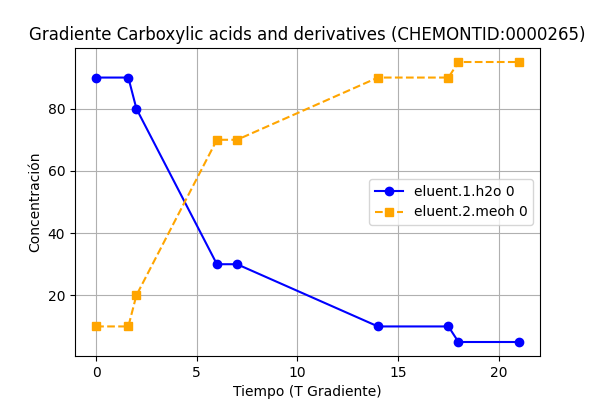 Gradiente Carboxylic acids and derivatives (CHEMONTID:0000265)
80
60
40
20
Concentración
eluent.1.h2o 0
eluent.2.meoh 0
0 5 10 15 20
Tiempo (T Gradiente)